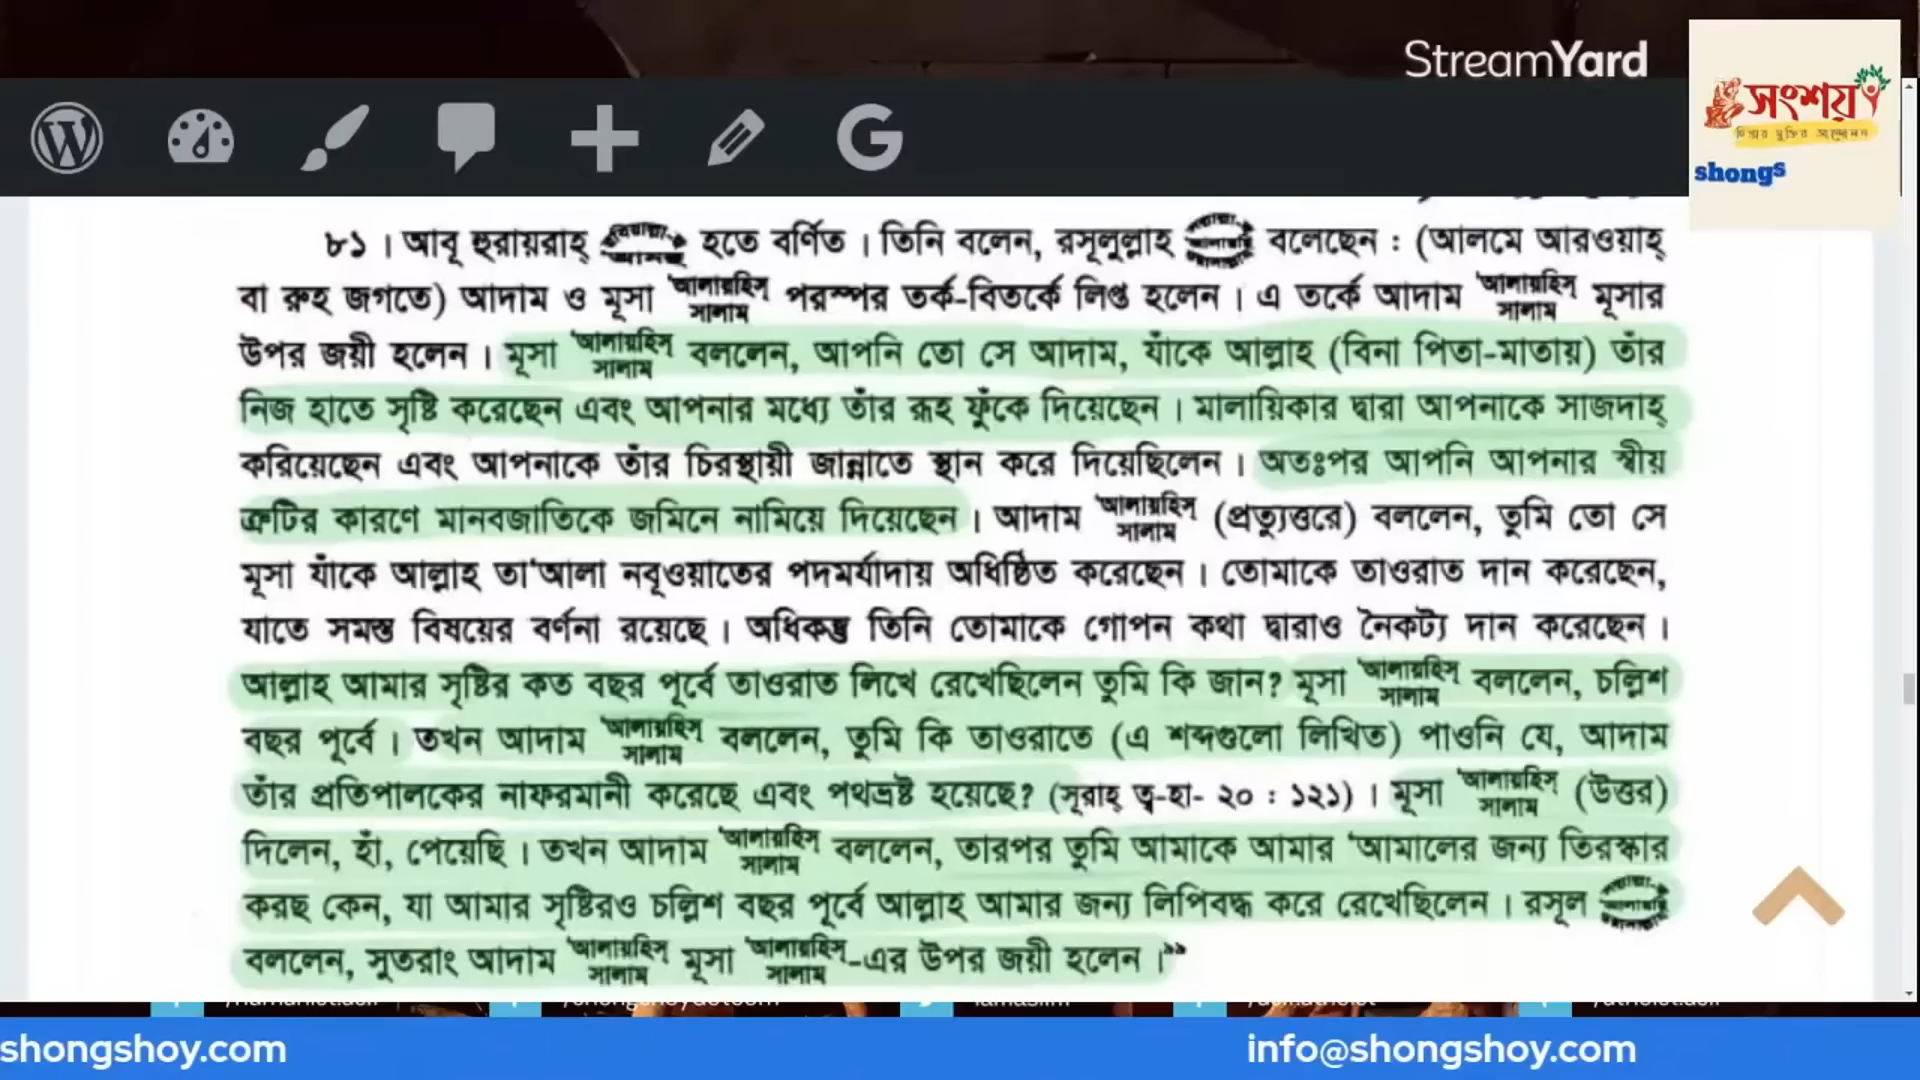 StreamYard
সংশয়
চিন্তার মুক্তির আন্দোলন
shongs
৮১। আবূ হুরায়রাহ্ হতে বর্ণিত। তিনি বলেন, রসূলুল্লাহ বলেছেন : (আলমে আরওয়াহ্
বা রুহ জগতে) আদাম ও মূসা 'আলায়হিস্ সালাম পরস্পর তর্ক-বিতর্কে লিপ্ত হলেন। এ তর্কে আদাম 'আলায়হিস্ সালাম মূসার
উপর জয়ী হলেন। মূসা 'আলায়হিস্ সালাম বললেন, আপনি তো সে আদাম, যাঁকে আল্লাহ (বিনা পিতা-মাতায়) তাঁর
নিজ হাতে সৃষ্টি করেছেন এবং আপনার মধ্যে তাঁর রূহ ফুঁকে দিয়েছেন। মালায়িকার দ্বারা আপনাকে সাজদাহ্
করিয়েছেন এবং আপনাকে তাঁর চিরস্থায়ী জান্নাতে স্থান করে দিয়েছিলেন। অতঃপর আপনি আপনার স্বীয়
ত্রুটির কারণে মানবজাতিকে জমিনে নামিয়ে দিয়েছেন। আদাম 'আলায়হিস্ সালাম (প্রত্যুত্তরে) বললেন, তুমি তো সে
মূসা যাঁকে আল্লাহ তা'আলা নবূওয়াতের পদমর্যাদায় অধিষ্ঠিত করেছেন। তোমাকে তাওরাত দান করেছেন,
যাতে সমস্ত বিষয়ের বর্ণনা রয়েছে। অধিকন্তু তিনি তোমাকে গোপন কথা দ্বারাও নৈকট্য দান করেছেন।
আল্লাহ আমার সৃষ্টির কত বছর পূর্বে তাওরাত লিখে রেখেছিলেন তুমি কি জান? মূসা 'আলায়হিস্ সালাম বললেন, চল্লিশ
বছর পূর্বে। তখন আদাম 'আলায়হিস্ সালাম বললেন, তুমি কি তাওরাতে (এ শব্দগুলো লিখিত) পাওনি যে, আদাম
তাঁর প্রতিপালকের নাফরমানী করেছে এবং পথভ্রষ্ট হয়েছে? (সূরাহ্ ত্ব-হা- ২০ : ১২১)। মূসা 'আলায়হিস্ সালাম (উত্তর)
দিলেন, হাঁ, পেয়েছি। তখন আদাম 'আলায়হিস্ সালাম বললেন, তারপর তুমি আমাকে আমার 'আমালের জন্য তিরস্কার
করছ কেন, যা আমার সৃষ্টিরও চল্লিশ বছর পূর্বে আল্লাহ আমার জন্য লিপিবদ্ধ করে রেখেছিলেন। রসূল
বললেন, সুতরাং আদাম 'আলায়হিস্ সালাম মূসা 'আলায়হিস্ সালাম-এর উপর জয়ী হলেন।
shongshoy.com
info@shongshoy.com